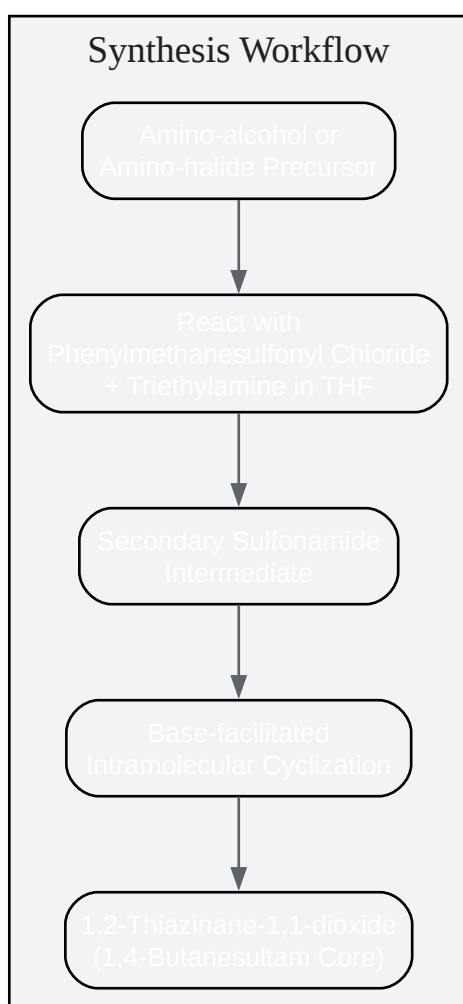 Synthesis Workflow
Amino-alcohol or
Amino-halide Precursor
React with
Phenylmethanesulfonyl Chloride
+ Triethylamine in THF
Secondary Sulfonamide
Intermediate
Base-facilitated
Intramolecular Cyclization
1,2-Thiazinane-1,1-dioxide
(1,4-Butanesultam Core)